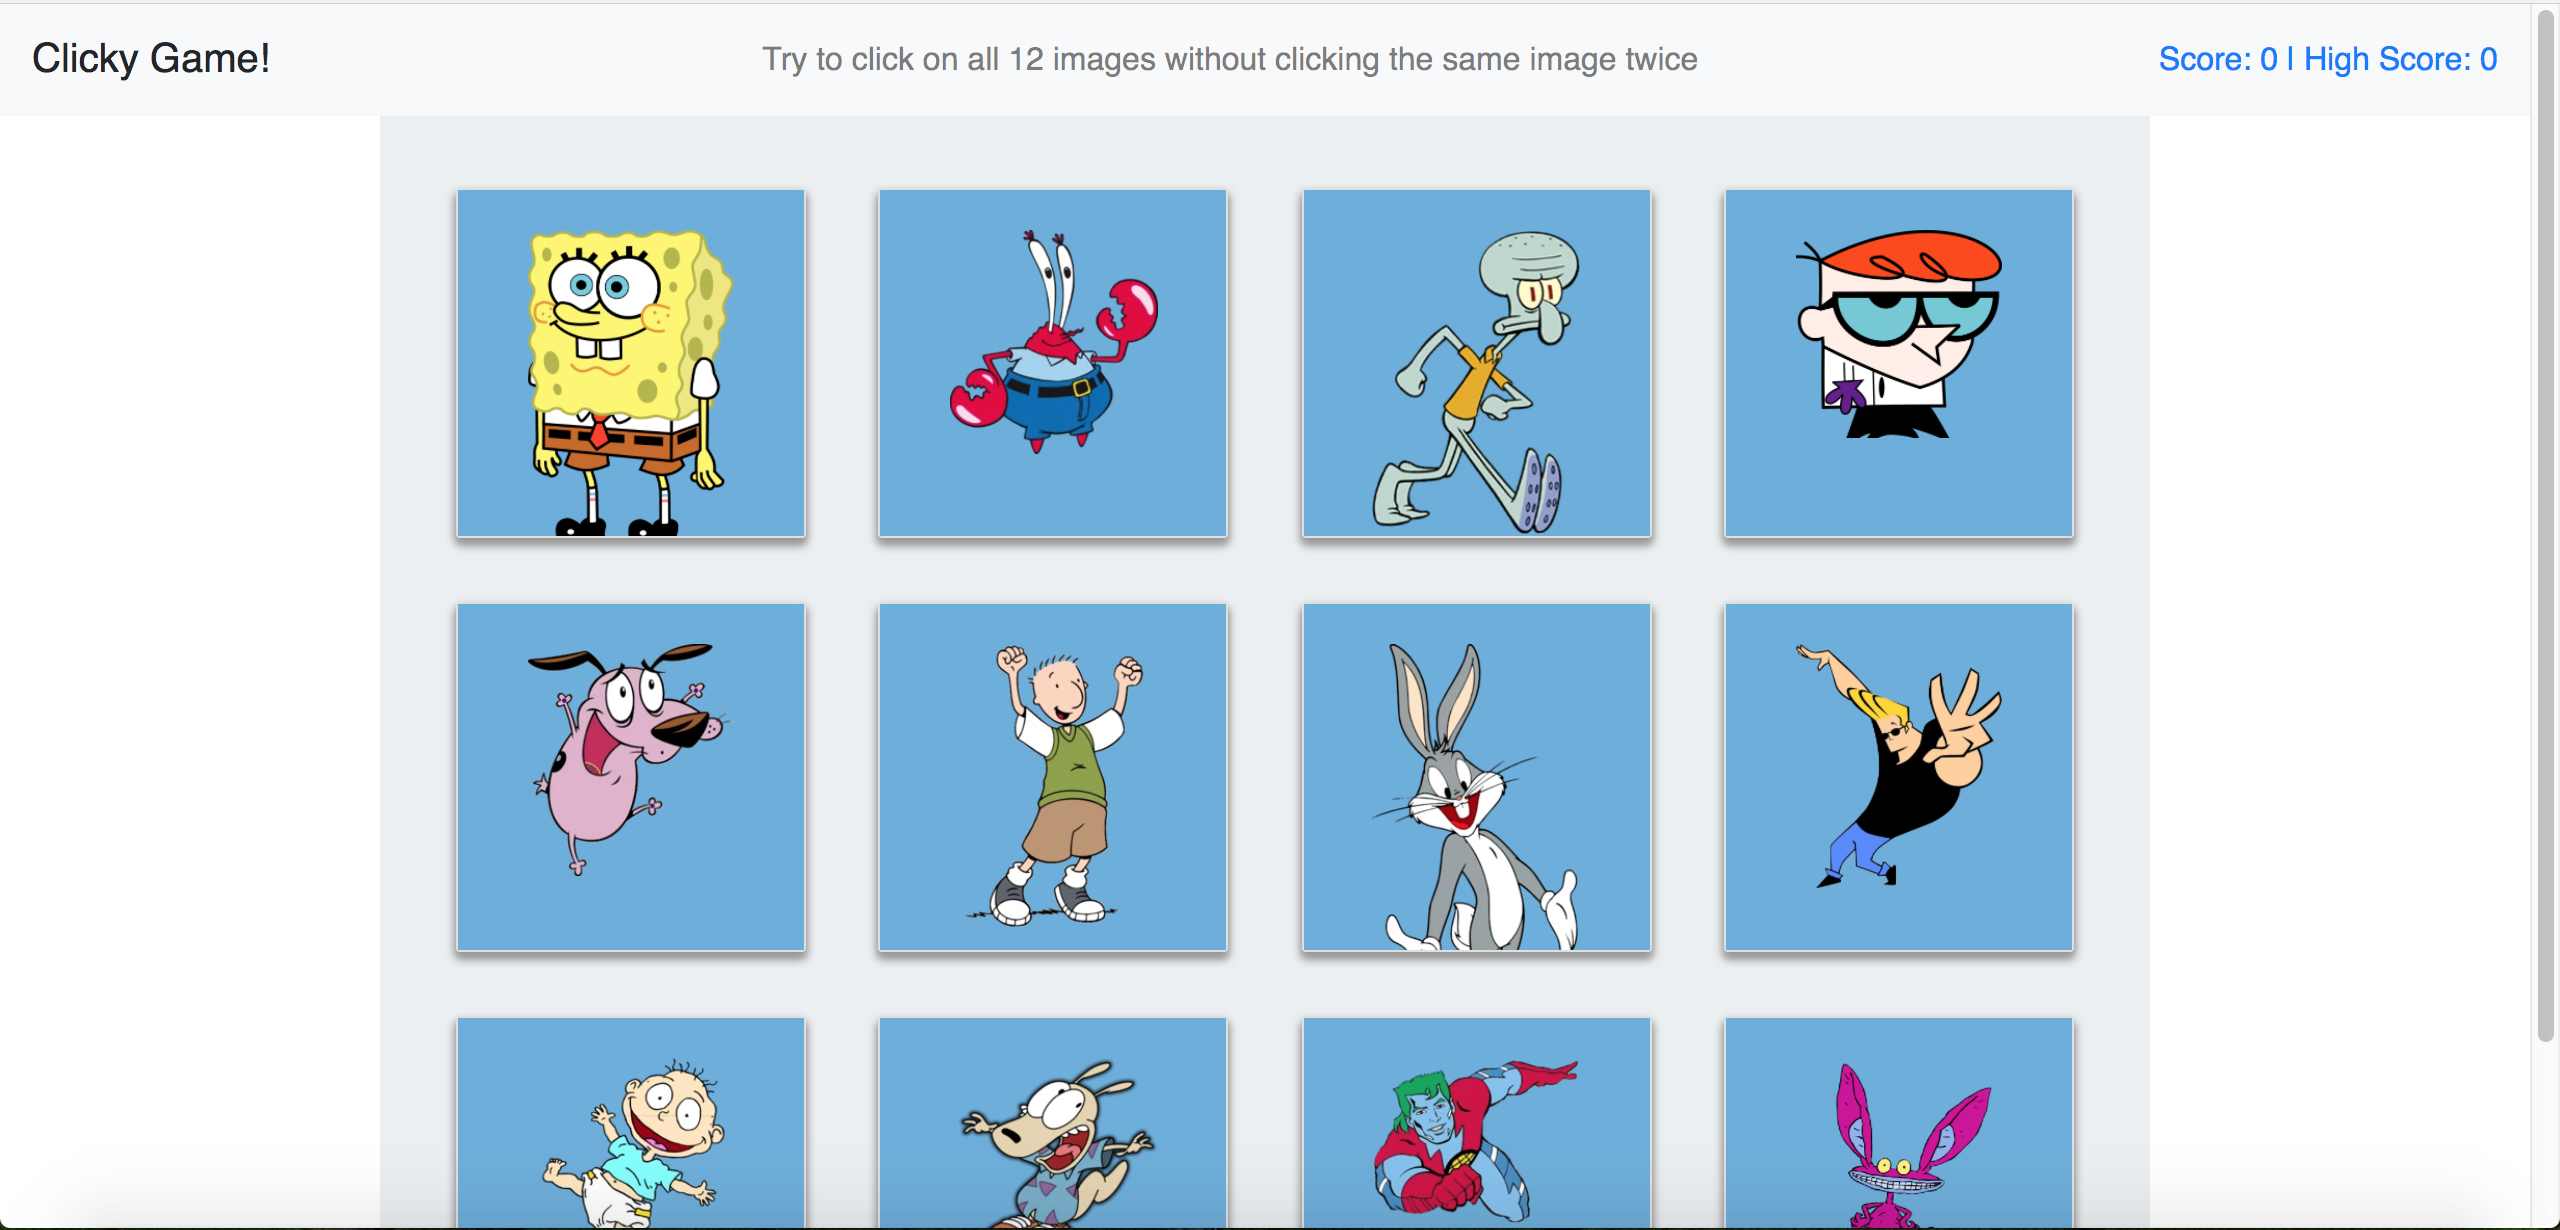 Clicky Game!
Try to click on all 12 images without clicking the same image twice
Score: 0 | High Score: 0